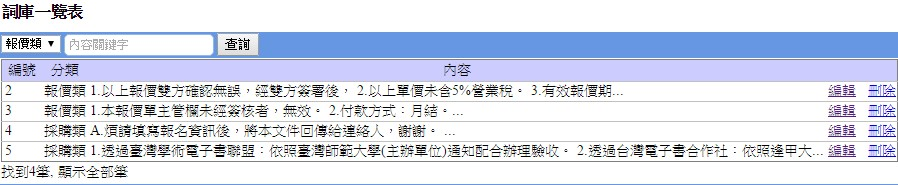 詞庫一覽表
報價類 ▼ 內容關鍵字 查詢
編號 分類 內容
2 報價類 1.以上報價雙方確認無誤，經雙方簽署後， 2.以上單價未含5%營業稅。 3.有效報價期... 編輯 刪除
3 報價類 1.本報價單主管欄未經簽核者，無效。 2.付款方式：月結。... 編輯 刪除
4 採購類 A.煩請填寫報名資訊後，將本文件回傳給連絡人，謝謝。 ... 編輯 刪除
5 採購類 1.透過臺灣學術電子書聯盟：依照臺灣師範大學(主辦單位)通知配合辦理驗收。 2.透過台灣電子書合作社：依照逢甲大... 編輯 刪除
找到4筆, 顯示全部筆